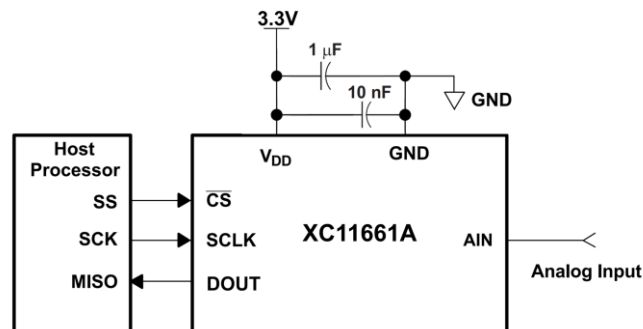 3.3V
1 μF
10 nF
GND
Host
Processor
V_DD
GND
SS
CS
SCK
SCLK
XC11661A
AIN
MISO
DOUT
Analog Input